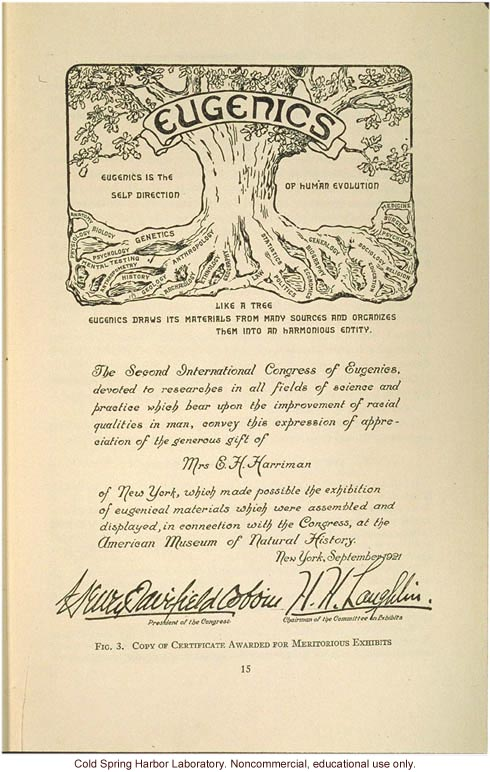 EUGENICS
EUGENICS IS THE
SELF DIRECTION
OF HUMAN EVOLUTION
ANATOMY
BIOLOGY
PHYSIOLOGY
GENETICS
PSYCHOLOGY
MENTAL TESTING
ANTHROPOMETRY
HISTORY
GEOLOGY
ARCHAEOLOGY
ANTHROPOLOGY
ETHNOLOGY
LAW
STATISTICS
POLITICS
ECONOMICS
BIOGRAPHY
GENEALOGY
EDUCATION
SOCIOLOGY
RELIGION
PSYCHIATRY
SURGERY
MEDICINE
LIKE A TREE
EUGENICS DRAWS ITS MATERIALS FROM MANY SOURCES AND ORGANIZES
THEM INTO AN HARMONIOUS ENTITY.
The Second International Congress of Eugenics,
devoted to researches in all fields of science and
practice which bear upon the improvement of racial
qualities in man, convey this expression of appre-
ciation of the generous gift of
Mrs E. H. Harriman
of New York, which made possible the exhibition
of eugenical materials which were assembled and
displayed, in connection with the Congress, at the
American Museum of Natural History.
New York, September 1921
Henry Fairfield Osborn H. H. Laughlin.
President of the Congress Chairman of the Committee on Exhibits
FIG. 3. COPY OF CERTIFICATE AWARDED FOR MERITORIOUS EXHIBITS
15
Cold Spring Harbor Laboratory. Noncommercial, educational use only.